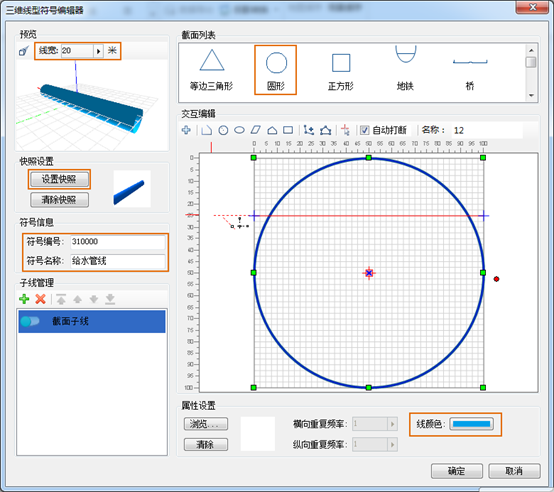 三维线型符号编辑器
预览
线宽: 20 米
快照设置
设置快照
清除快照
符号信息
符号编号: 310000
符号名称: 给水管线
子线管理
截面子线
截面列表
等边三角形 圆形 正方形 地铁 桥
交互编辑
自动打断 名称: 12
0 10 20 30 40 50 60 70 80 90 100
0
10
20
30
40
50
60
70
80
90
100
属性设置
浏览... 横向重复频率: 1 线颜色:
清除 纵向重复频率: 1
确定 取消